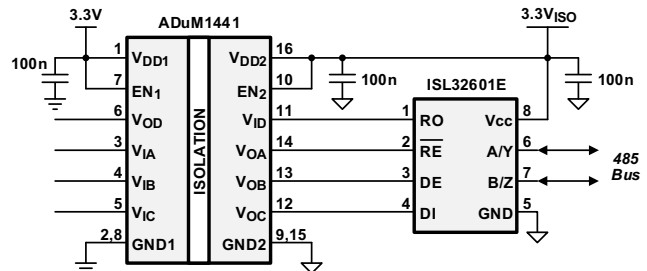 3.3V
ADuM1441
3.3VISO
100n
1 VDD1
VDD2 16
100n
100n
7 EN1
EN2 10
ISL32601E
6 VOD
VID 11
1 RO
Vcc 8
3 VIA
VOA 14
2 RE
A/Y 6
485
Bus
4 VIB
VOB 13
3 DE
B/Z 7
5 VIC
VOC 12
4 DI
GND 5
2,8 GND1
GND2 9,15
ISOLATION